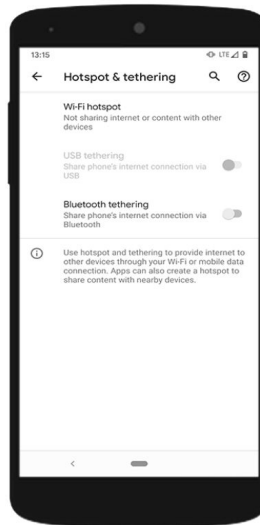 13:15 LTE
Hotspot & tethering
Wi-Fi hotspot
Not sharing internet or content with other
devices
USB tethering
Share phone's internet connection via
USB
Bluetooth tethering
Share phone's internet connection via
Bluetooth
Use hotspot and tethering to provide internet to
other devices through your Wi-Fi or mobile data
connection. Apps can also create a hotspot to
share content with nearby devices.